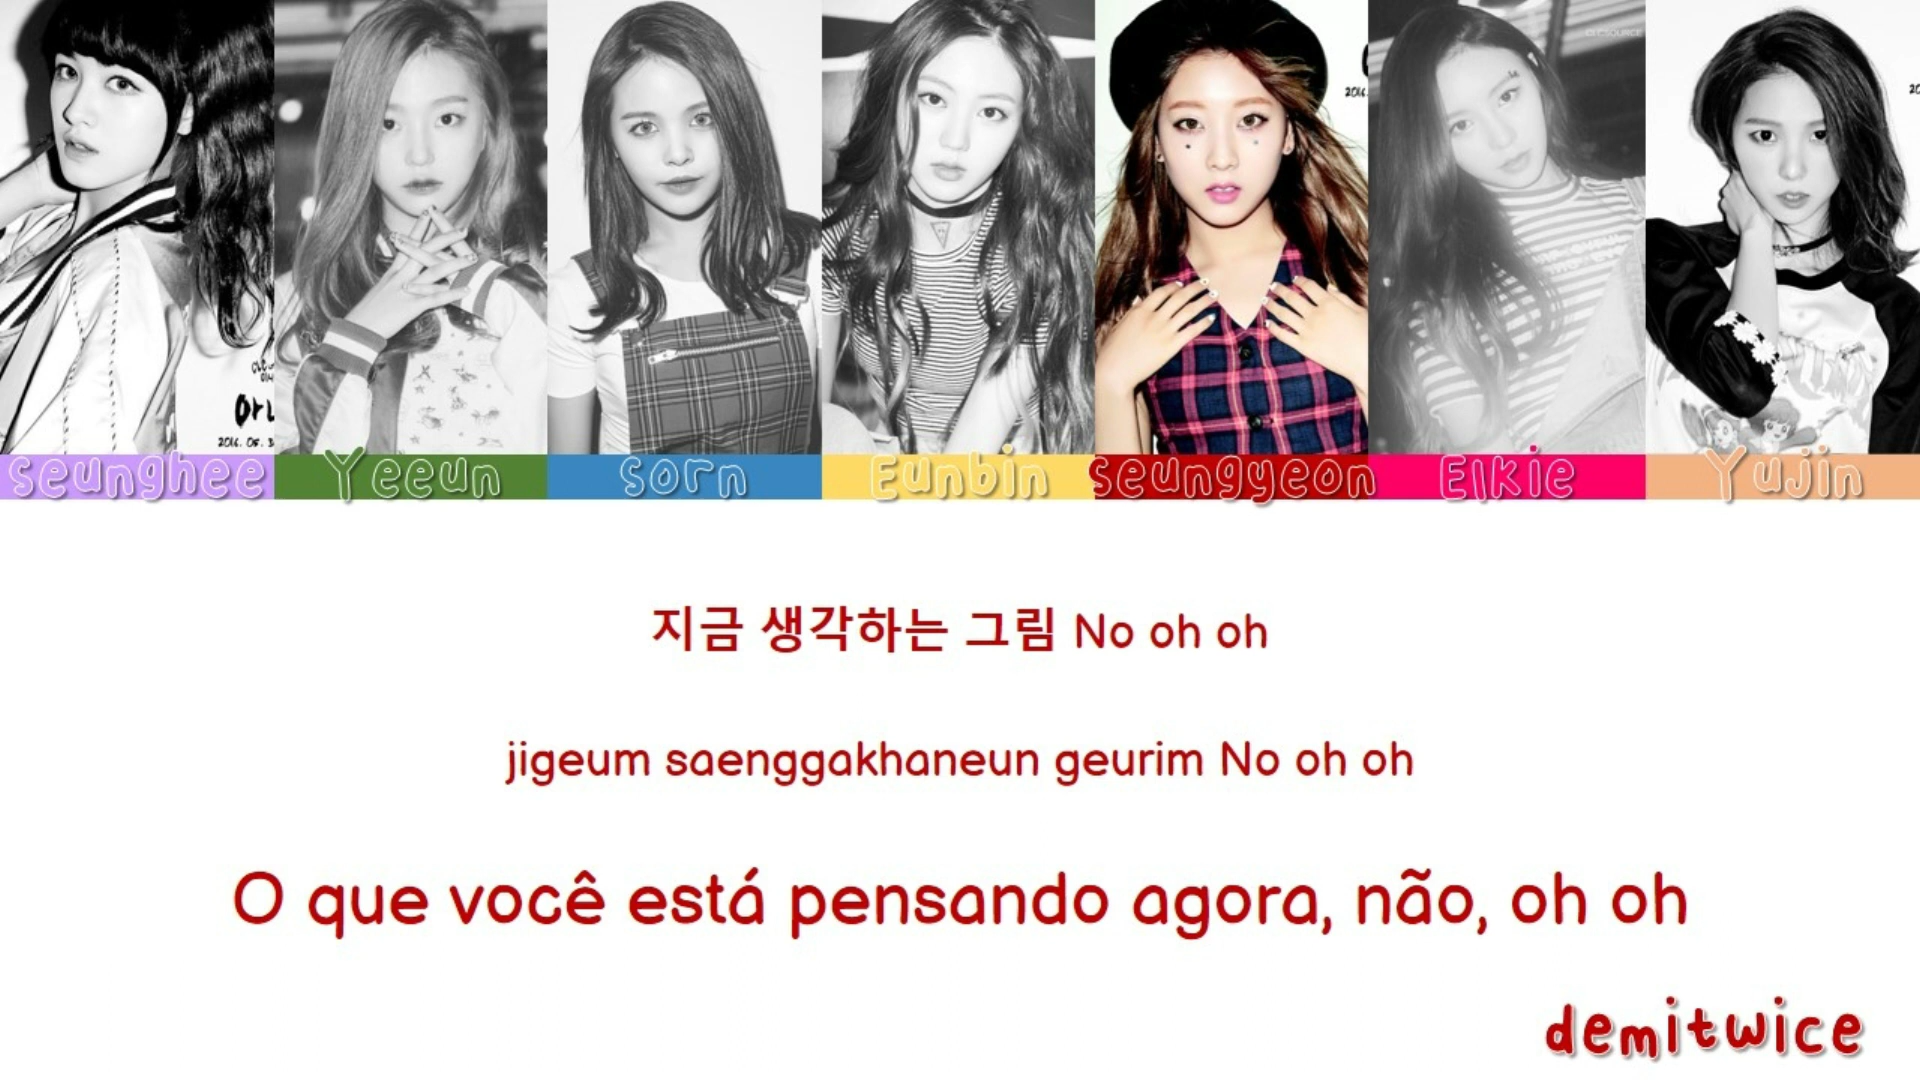 seunghee Yeeun sorn Eunbin seungyeon Elkie Yujin
지금 생각하는 그림 No oh oh
jigeum saenggakhaneun geurim No oh oh
O que você está pensando agora, não, oh oh
demitwice